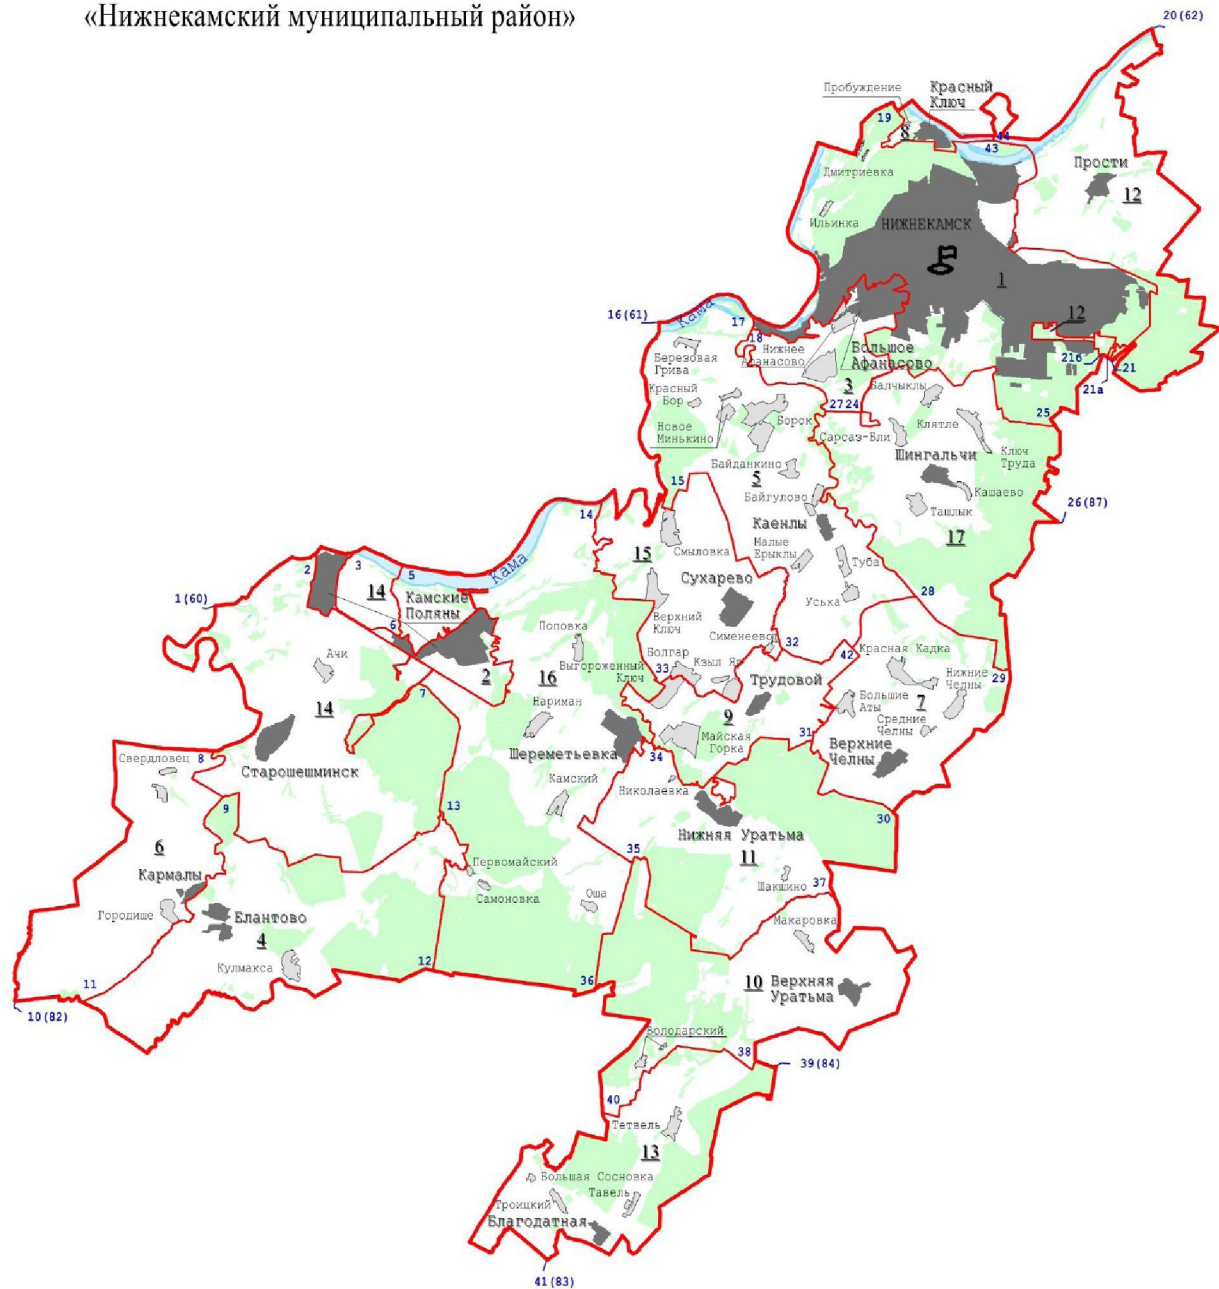 «Нижнекамский муниципальный район»
20 (62)
Пробуждение
Красный
Ключ
19
8
44
43
Прости
12
Дмитриевка
Ильинка
НИЖНЕКАМСК
1
12
16 (61)
Кама
17
18
Нижнее
Афанасово
Большое
Афанасово
21б
21
21а
Березовая
Грива
Красный
Бор
3
Балчыклы
27
24
25
Новое
Минькино
Борок
Сарсаз-Бли
Клятле
Ключ
Труда
Шингальчи
Байданкино
5
15
Байгулово
Кашаево
Ташлык
26 (87)
14
Каенлы
17
15
Смыловка
Малые
Ерыклы
Туба
Кама
2
3
5
14
Сухарево
Уська
28
1 (60)
Камские
Поляны
6
Верхний
Ключ
Поповка
Сименеево
32
42
Красная Кадка
Ачи
Болгар
Кзыл Яр
Выгороженный
Ключ
33
Трудовой
Нижние
Челны
29
2
16
7
14
Нариман
9
Большие
Аты
7
Средние
Челны
Шереметьевка
Майская
Горка
31
Верхние
Челны
34
Старошешминск
Свердловец
8
Камский
Николаевка
9
13
30
Нижняя Уратьма
6
35
11
Кармалы
Первомайский
Самоновка
Оша
Шакшино
37
Городище
Елантово
4
Макаровка
Кулмакса
12
36
10
Верхняя
Уратьма
11
10 (82)
Володарский
38
39 (84)
40
Тетвель
13
Большая Сосновка
Троицкий
Тавель
Благодатная
41 (83)